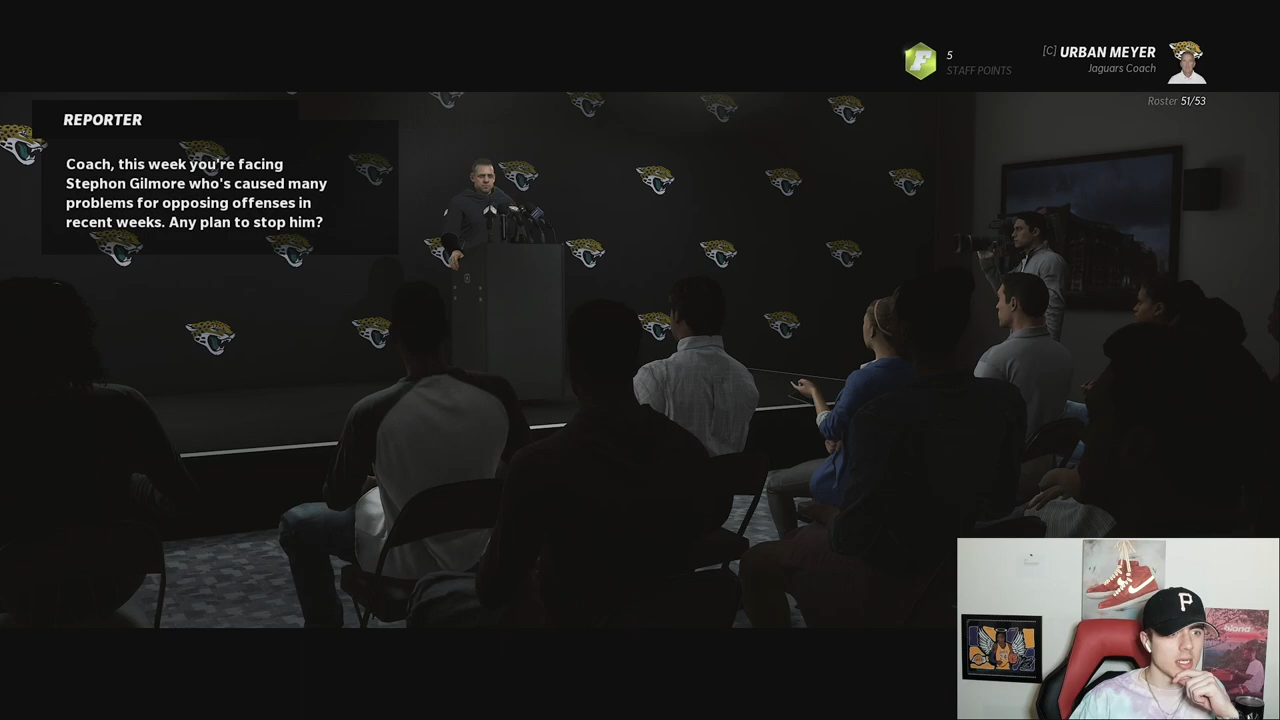 5
STAFF POINTS
[C] URBAN MEYER
Jaguars Coach
Roster 51/53
REPORTER
Coach, this week you're facing
Stephon Gilmore who's caused many
problems for opposing offenses in
recent weeks. Any plan to stop him?
P
blond